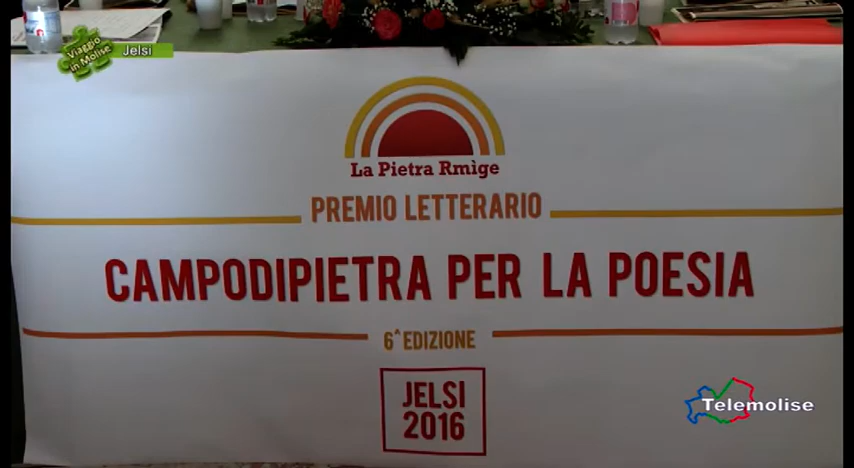 Viaggio
in Molise
Jelsi
La Pietra Rmìge
PREMIO LETTERARIO
CAMPODIPIETRA PER LA POESIA
6^ EDIZIONE
JELSI
2016
Telemolise